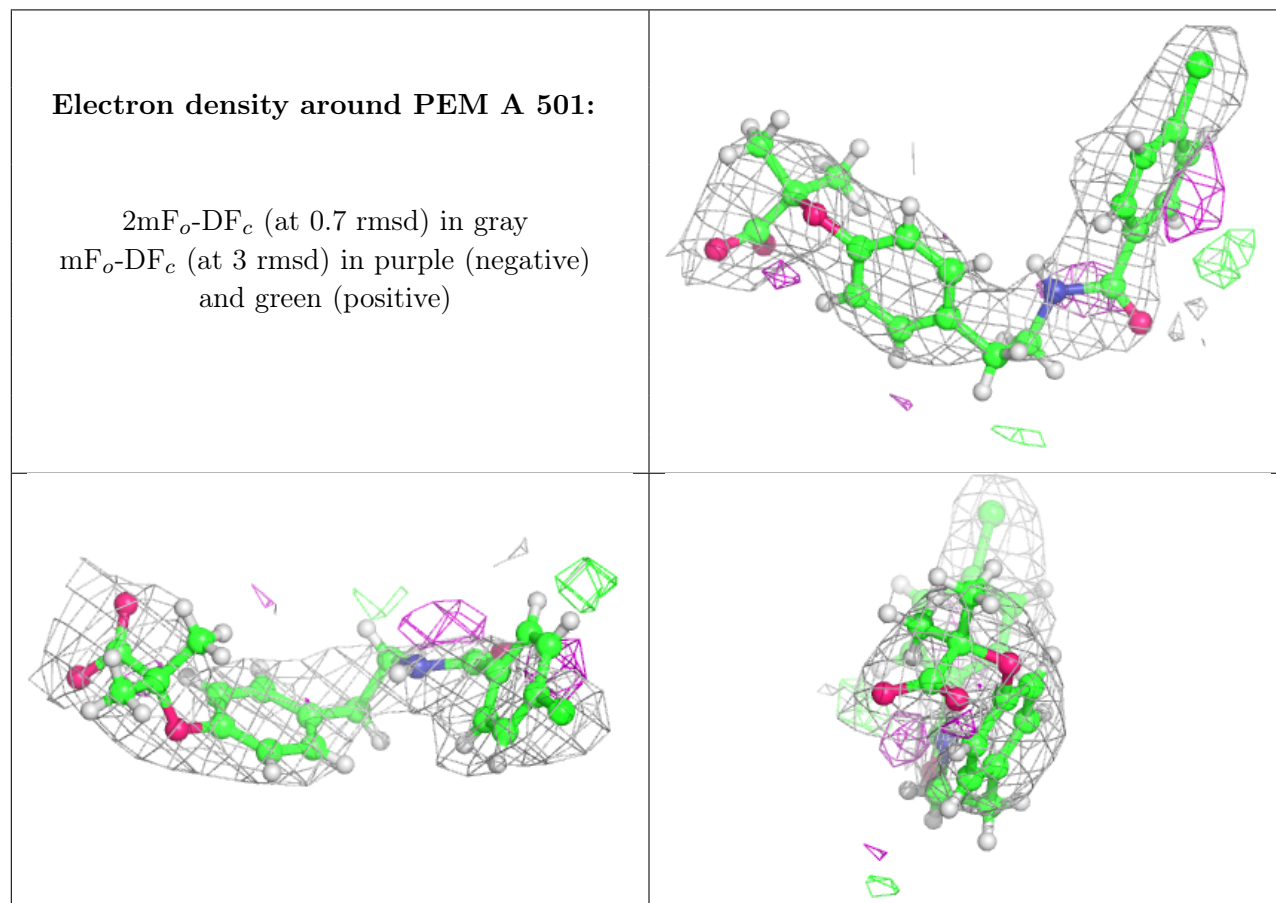 Electron density around PEM A 501:
2mFo-DFc (at 0.7 rmsd) in gray
mFo-DFc (at 3 rmsd) in purple (negative)
and green (positive)